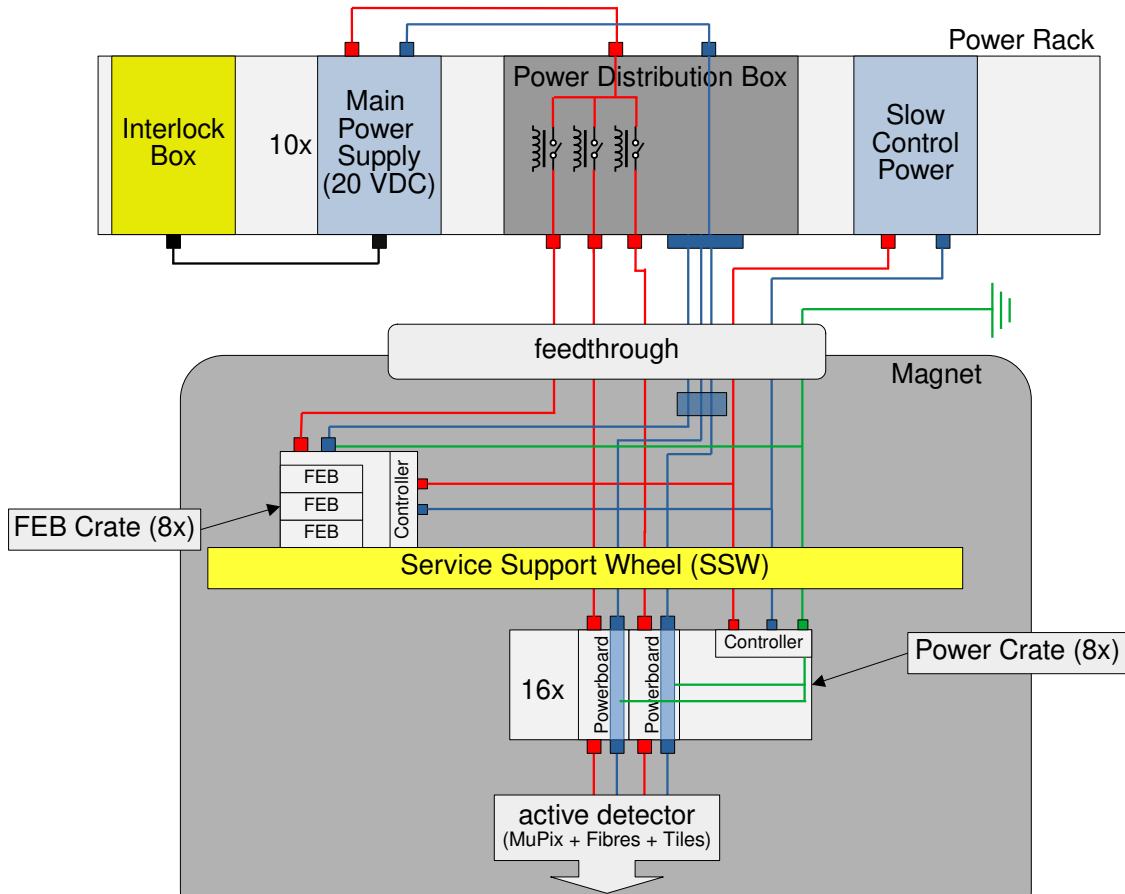 Power Rack
Interlock
Box
10x
Main
Power
Supply
(20 VDC)
Power Distribution Box
Slow
Control
Power
feedthrough
Magnet
FEB
FEB
FEB
Controller
FEB Crate (8x)
Service Support Wheel (SSW)
16x
Powerboard
Powerboard
Controller
Power Crate (8x)
active detector
(MuPix + Fibres + Tiles)